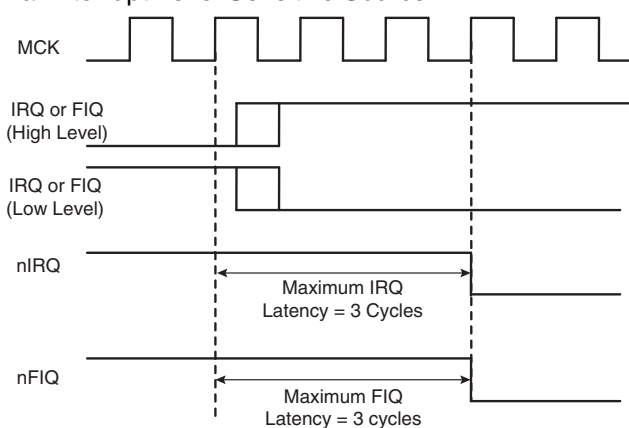 MCK
IRQ or FIQ
(High Level)
IRQ or FIQ
(Low Level)
nIRQ
Maximum IRQ
Latency = 3 Cycles
nFIQ
Maximum FIQ
Latency = 3 cycles